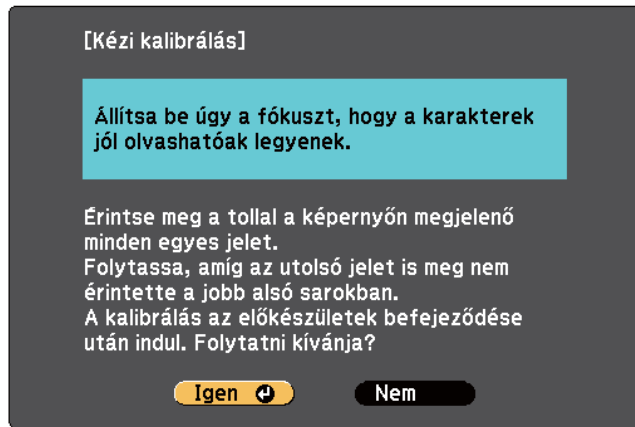 [Kézi kalibrálás]
Állítsa be úgy a fókuszt, hogy a karakterek
jól olvashatóak legyenek.
Érintse meg a tollal a képernyőn megjelenő
minden egyes jelet.
Folytassa, amíg az utolsó jelet is meg nem
érintette a jobb alsó sarokban.
A kalibrálás az előkészületek befejeződése
után indul. Folytatni kívánja?
Igen Nem